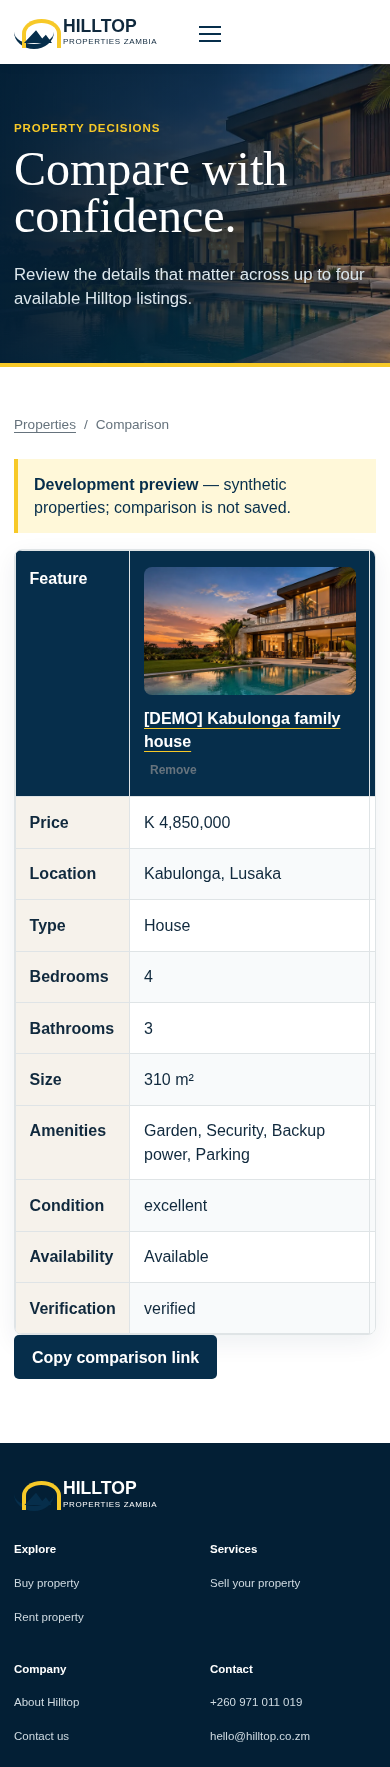 HILLTOP
PROPERTIES ZAMBIA
PROPERTY DECISIONS
Compare with
confidence.
Review the details that matter across up to four
available Hilltop listings.
Properties / Comparison
Development preview — synthetic
properties; comparison is not saved.
Feature
[DEMO] Kabulonga family
house
Remove
Price K 4,850,000
Location Kabulonga, Lusaka
Type House
Bedrooms 4
Bathrooms 3
Size 310 m²
Amenities Garden, Security, Backup
power, Parking
Condition excellent
Availability Available
Verification verified
Copy comparison link
HILLTOP
PROPERTIES ZAMBIA
Explore Services
Buy property Sell your property
Rent property
Company Contact
About Hilltop +260 971 011 019
Contact us hello@hilltop.co.zm